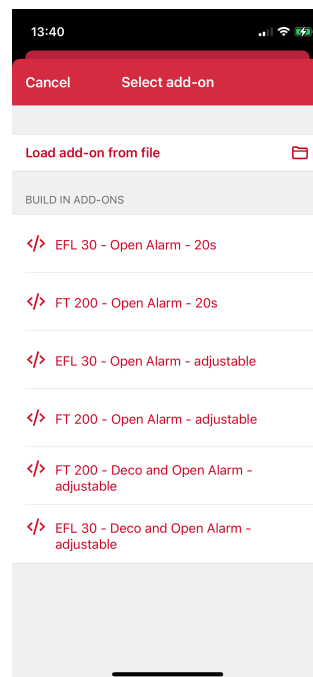 13:40
Cancel
Select add-on
Load add-on from file
BUILD IN ADD-ONS
EFL 30 - Open Alarm - 20s
FT 200 - Open Alarm - 20s
EFL 30 - Open Alarm - adjustable
FT 200 - Open Alarm - adjustable
FT 200 - Deco and Open Alarm -
adjustable
EFL 30 - Deco and Open Alarm -
adjustable